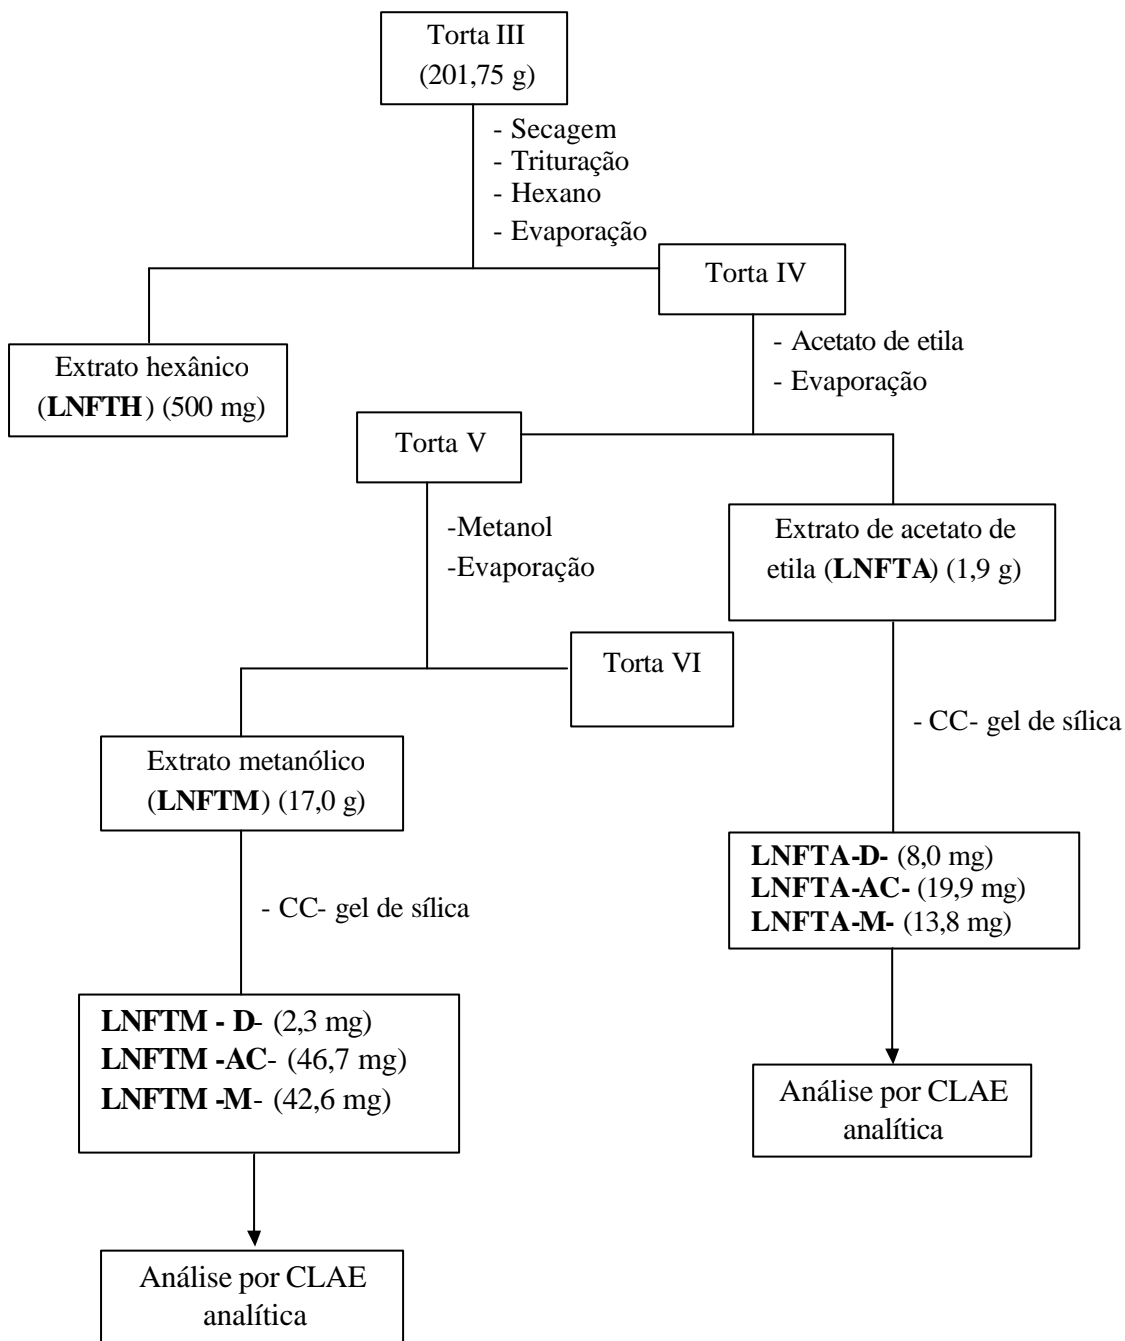 Torta III
(201,75 g)
- Secagem
- Trituração
- Hexano
- Evaporação
Torta IV
Extrato hexânico
(LNFTH) (500 mg)
- Acetato de etila
- Evaporação
Torta V
-Metanol
-Evaporação
Extrato de acetato de
etila (LNFTA) (1,9 g)
Torta VI
Extrato metanólico
(LNFTM) (17,0 g)
- CC- gel de sílica
LNFTA-D- (8,0 mg)
LNFTA-AC- (19,9 mg)
LNFTA-M- (13,8 mg)
- CC- gel de sílica
LNFTM - D- (2,3 mg)
LNFTM -AC- (46,7 mg)
LNFTM -M- (42,6 mg)
Análise por CLAE
analítica
Análise por CLAE
analítica